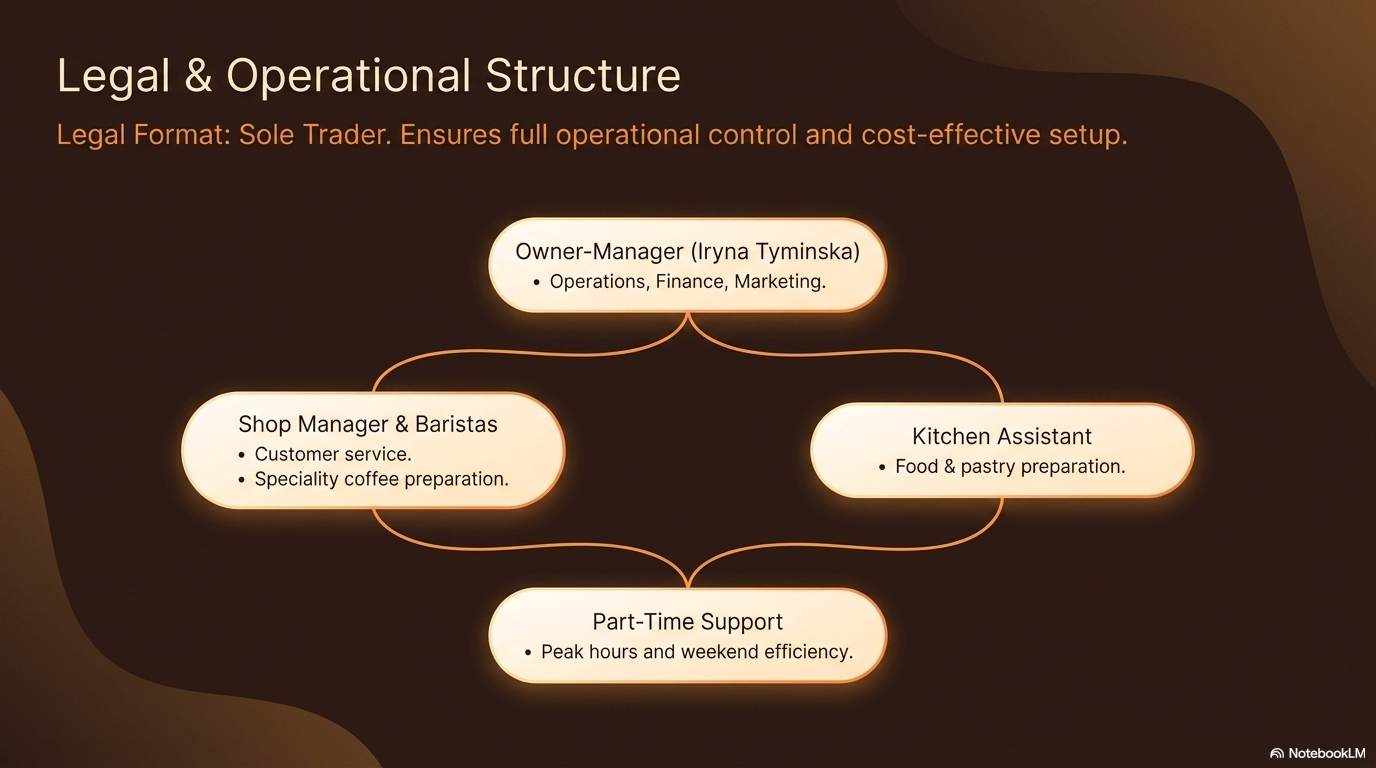 Legal & Operational Structure
Legal Format: Sole Trader. Ensures full operational control and cost-effective setup.
Owner-Manager (Iryna Tyminska)
• Operations, Finance, Marketing.
Shop Manager & Baristas
• Customer service.
• Speciality coffee preparation.
Kitchen Assistant
• Food & pastry preparation.
Part-Time Support
• Peak hours and weekend efficiency.
NotebookLM